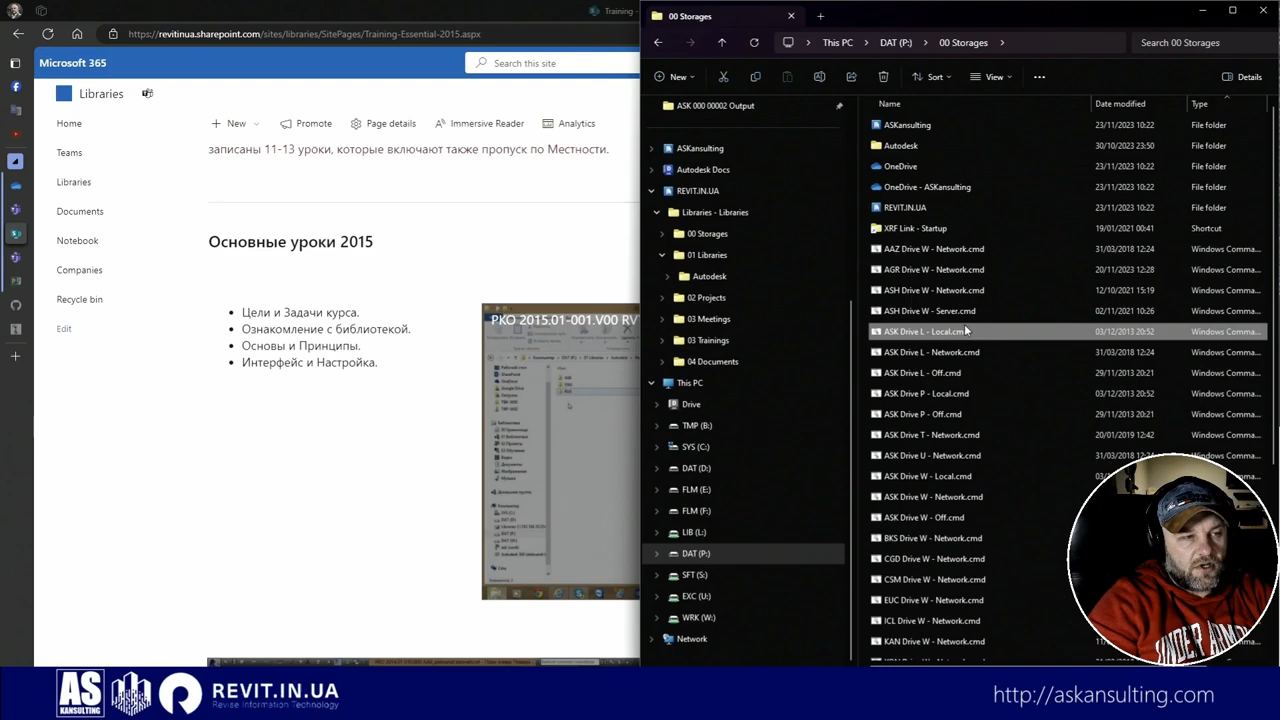 Training -
https://revitinua.sharepoint.com/sites/libraries/SitePages/Training-Essential-2015.aspx
Microsoft 365
Search this site
Libraries
Home
Teams
Libraries
Documents
Notebook
Companies
Recycle bin
Edit
New
Promote
Page details
Immersive Reader
Analytics
записаны 11-13 уроки, которые включают также пропуск по Местности.
Основные уроки 2015
Цели и Задачи курса.
Ознакомление с библиотекой.
Основы и Принципы.
Интерфейс и Настройка.
PKO 2015.01-001.V00 RV
00 Storages
This PC
DAT (P:)
00 Storages
Search 00 Storages
New
Sort
View
Details
ASK 000 00002 Output
ASKansulting
Autodesk Docs
REVIT.IN.UA
Libraries - Libraries
00 Storages
01 Libraries
Autodesk
02 Projects
03 Meetings
03 Trainings
04 Documents
This PC
Drive
TMP (B:)
SYS (C:)
DAT (D:)
FLM (E:)
FLM (F:)
LIB (L:)
DAT (P:)
SFT (S:)
EXC (U:)
WRK (W:)
Network
Name Date modified Type
ASKansulting 23/11/2023 10:22 File folder
Autodesk 30/10/2023 23:50 File folder
OneDrive 23/11/2023 10:22 File folder
OneDrive - ASKansulting 23/11/2023 10:22 File folder
REVIT.IN.UA 23/11/2023 10:22 File folder
XRF Link - Startup 19/01/2021 00:41 Shortcut
AAZ Drive W - Network.cmd 31/03/2018 12:24 Windows Comma...
AGR Drive W - Network.cmd 20/11/2023 12:28 Windows Comma...
ASH Drive W - Network.cmd 12/10/2021 15:19 Windows Comma...
ASH Drive W - Server.cmd 02/11/2021 10:26 Windows Comma...
ASK Drive L - Local.cmd 03/12/2013 20:52 Windows Comma...
ASK Drive L - Network.cmd 31/03/2018 12:24 Windows Comma...
ASK Drive L - Off.cmd 29/11/2013 20:21 Windows Comma...
ASK Drive P - Local.cmd 03/12/2013 20:52 Windows Comma...
ASK Drive P - Off.cmd 29/11/2013 20:21 Windows Comma...
ASK Drive T - Network.cmd 20/01/2019 12:42 Windows Comma...
ASK Drive U - Network.cmd 31/03/2018 12:24 Windows Comma...
ASK Drive W - Local.cmd Windows Comma...
ASK Drive W - Network.cmd
ASK Drive W - Off.cmd
BKS Drive W - Network.cmd
CGD Drive W - Network.cmd
CSM Drive W - Network.cmd
EUC Drive W - Network.cmd
ICL Drive W - Network.cmd
KAN Drive W - Network.cmd
UNDER ARM
AS
KANSULTING
REVIT.IN.UA
Revise Information Technology
http://askansulting.com